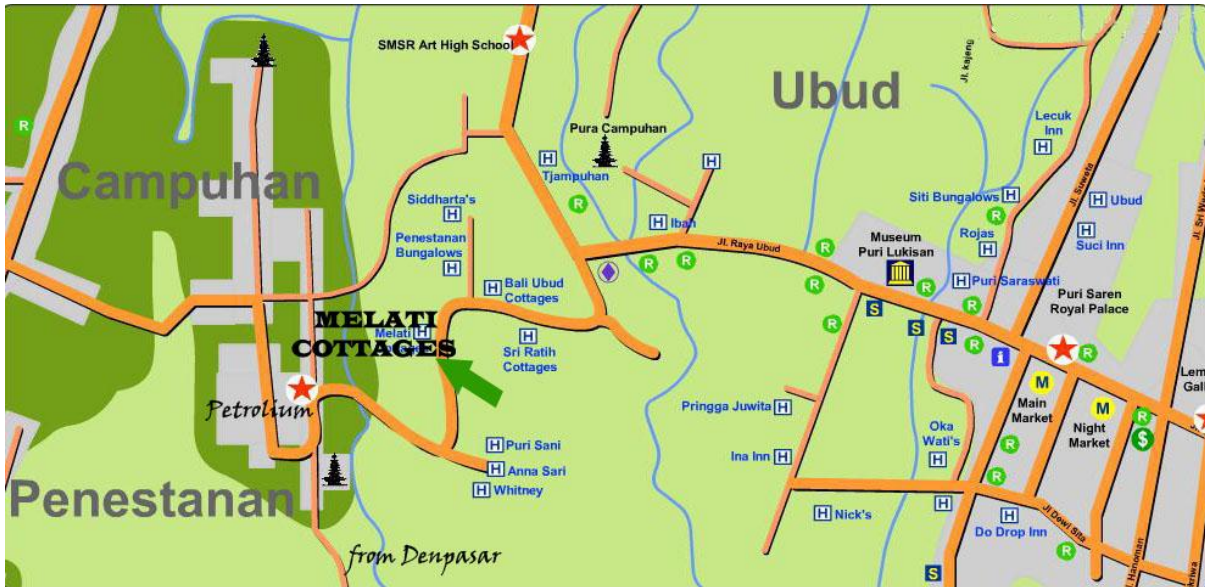 SMSR Art High School
Ubud
Jl. kajeng
Lecuk
Inn
Pura Campuhan
Tjampuhan
Campuhan
Siddharta's
Penestanan
Bungalows
Ibah
Jl. Raya Ubud
Siti Bungalows
Jl. Suweta
Ubud
Suci Inn
Rojas
Museum
Puri Lukisan
Puri Saraswati
Puri Saren
Royal Palace
Bali Ubud
Cottages
MELATI
COTTAGES
Melati
Sri Ratih
Cottages
Petrolium
Pringga Juwita
Main
Market
Night
Market
Oka
Wati's
Ina Inn
Puri Sani
Anna Sari
Whitney
Penestanan
Nick's
Do Drop Inn
Jl Dewi Sita
from Denpasar